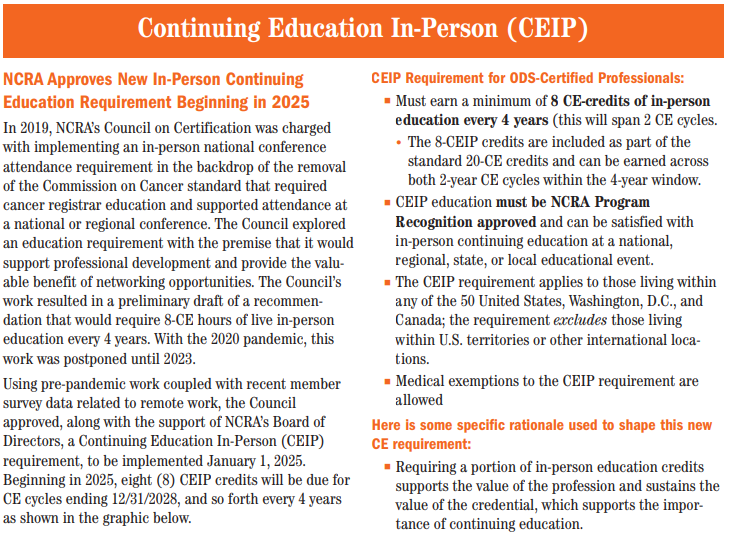 Continuing Education In-Person (CEIP)
NCRA Approves New In-Person Continuing
Education Requirement Beginning in 2025
In 2019, NCRA's Council on Certification was charged
with implementing an in-person national conference
attendance requirement in the backdrop of the removal
of the Commission on Cancer standard that required
cancer registrar education and supported attendance at
a national or regional conference. The Council explored
an education requirement with the premise that it would
support professional development and provide the valu-
able benefit of networking opportunities. The Council's
work resulted in a preliminary draft of a recommen-
dation that would require 8-CE hours of live in-person
education every 4 years. With the 2020 pandemic, this
work was postponed until 2023.
Using pre-pandemic work coupled with recent member
survey data related to remote work, the Council
approved, along with the support of NCRA's Board of
Directors, a Continuing Education In-Person (CEIP)
requirement, to be implemented January 1, 2025.
Beginning in 2025, eight (8) CEIP credits will be due for
CE cycles ending 12/31/2028, and so forth every 4 years
as shown in the graphic below.
CEIP Requirement for ODS-Certified Professionals:
▪ Must earn a minimum of 8 CE-credits of in-person
education every 4 years (this will span 2 CE cycles.
• The 8-CEIP credits are included as part of the
standard 20-CE credits and can be earned across
both 2-year CE cycles within the 4-year window.
▪ CEIP education must be NCRA Program
Recognition approved and can be satisfied with
in-person continuing education at a national,
regional, state, or local educational event.
▪ The CEIP requirement applies to those living within
any of the 50 United States, Washington, D.C., and
Canada; the requirement excludes those living
within U.S. territories or other international loca-
tions.
▪ Medical exemptions to the CEIP requirement are
allowed
Here is some specific rationale used to shape this new
CE requirement:
▪ Requiring a portion of in-person education credits
supports the value of the profession and sustains the
value of the credential, which supports the impor-
tance of continuing education.